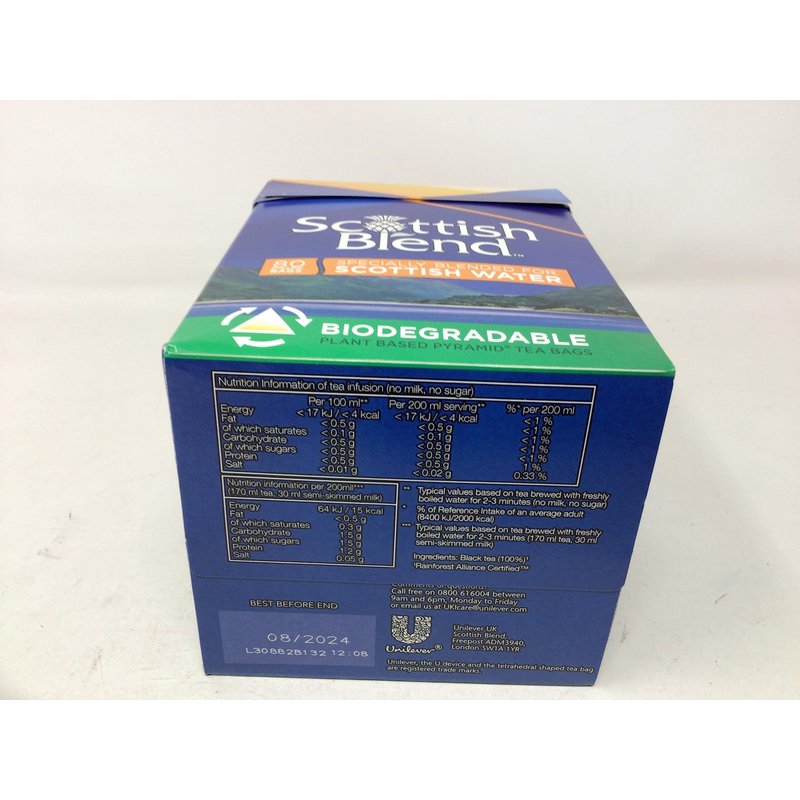 Scottish
Blend™
80
BAGS
SPECIALLY BLENDED FOR
SCOTTISH WATER
BIODEGRADABLE
PLANT BASED PYRAMID™ TEA BAGS
Nutrition Information of tea infusion (no milk, no sugar)
Per 100 ml** Per 200 ml serving** %* per 200 ml
Energy < 17 kJ / < 4 kcal < 17 kJ / < 4 kcal < 1 %
Fat < 0.5 g < 0.5 g < 1 %
of which saturates < 0.1 g < 0.1 g < 1 %
Carbohydrate < 0.5 g < 0.5 g < 1 %
of which sugars < 0.5 g < 0.5 g < 1 %
Protein < 0.5 g < 0.5 g 1 %
Salt < 0.01 g < 0.02 g 0.33 %
Nutrition information per 200ml***
(170 ml tea, 30 ml semi-skimmed milk)
Energy 64 kJ / 15 kcal
Fat < 0.5 g
of which saturates 0.3 g
Carbohydrate 1.5 g
of which sugars 1.5 g
Protein 1.2 g
Salt 0.05 g
** Typical values based on tea brewed with freshly
boiled water for 2-3 minutes (no milk, no sugar)
* % of Reference Intake of an average adult
(8400 kJ/2000 kcal)
*** Typical values based on tea brewed with freshly
boiled water for 2-3 minutes (170 ml tea, 30 ml
semi-skimmed milk)
Ingredients: Black tea (100%)¹
¹Rainforest Alliance Certified™
Comments or questions?
Call free on 0800 616004 between
9am and 6pm, Monday to Friday
or email us at UKIcare@unilever.com
BEST BEFORE END
08/2024
L30882B132 12:08
Unilever®
Unilever UK
Scottish Blend,
Freepost ADM3940,
London SW1A 1YR
Unilever, the U device and the tetrahedral shaped tea bag
are registered trade marks.